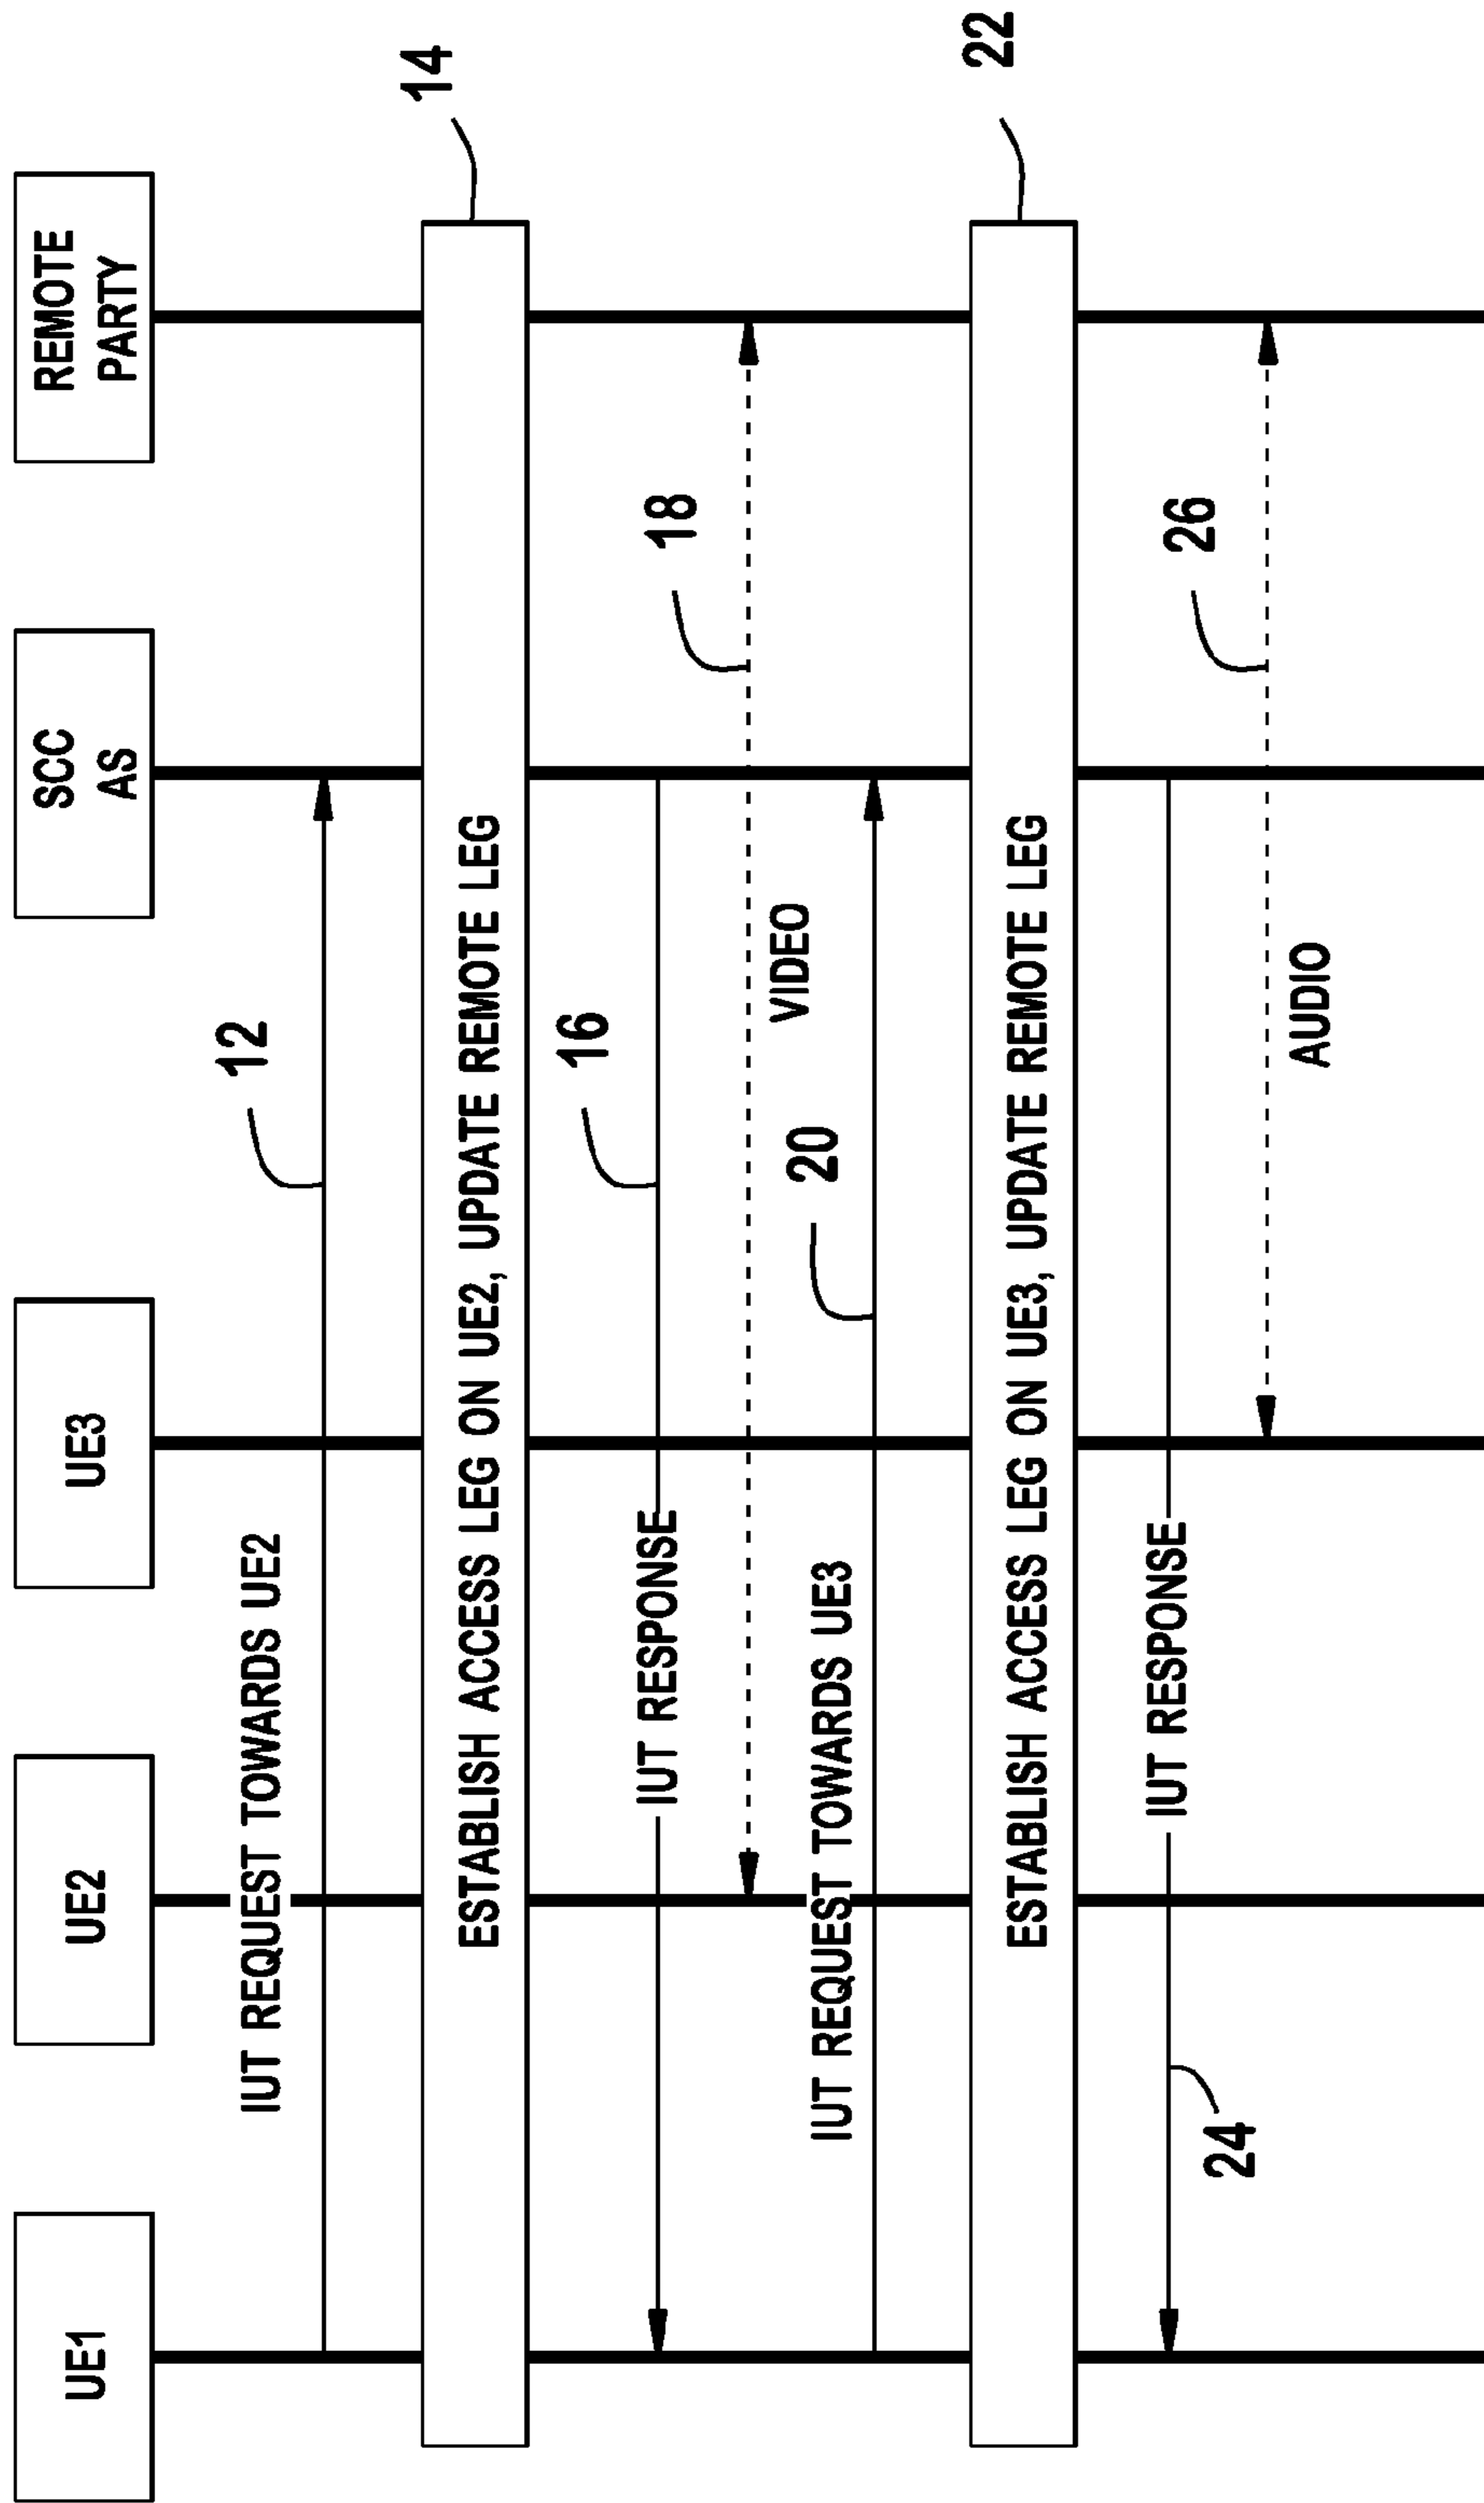 UE1
UE2
UE3
SCC
AS
REMOTE
PARTY
IUT REQUEST TOWARDS UE2
12
ESTABLISH ACCESS LEG ON UE2, UPDATE REMOTE LEG
14
IUT RESPONSE
16
VIDEO
18
IUT REQUEST TOWARDS UE3
20
ESTABLISH ACCESS LEG ON UE3, UPDATE REMOTE LEG
22
IUT RESPONSE
24
AUDIO
26